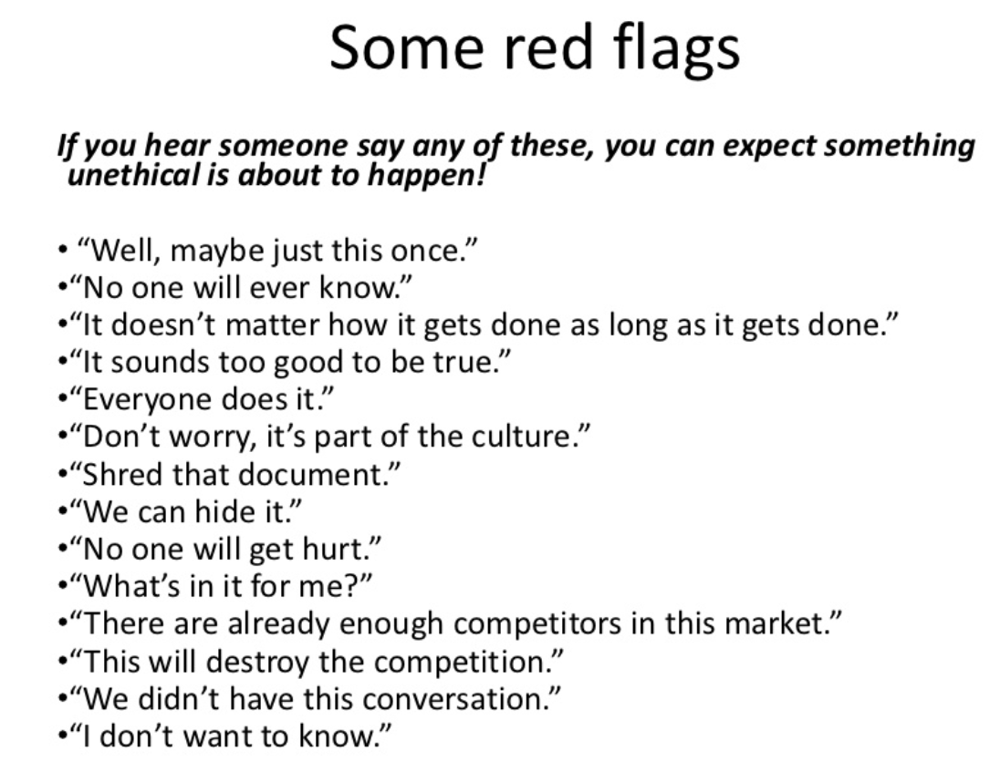 Some red flags
If you hear someone say any of these, you can expect something
unethical is about to happen!
• “Well, maybe just this once.”
•“No one will ever know.”
•“It doesn’t matter how it gets done as long as it gets done.”
•“It sounds too good to be true.”
•“Everyone does it.”
•“Don’t worry, it’s part of the culture.”
•“Shred that document.”
•“We can hide it.”
•“No one will get hurt.”
•“What’s in it for me?”
•“There are already enough competitors in this market.”
•“This will destroy the competition.”
•“We didn’t have this conversation.”
•“I don’t want to know.”